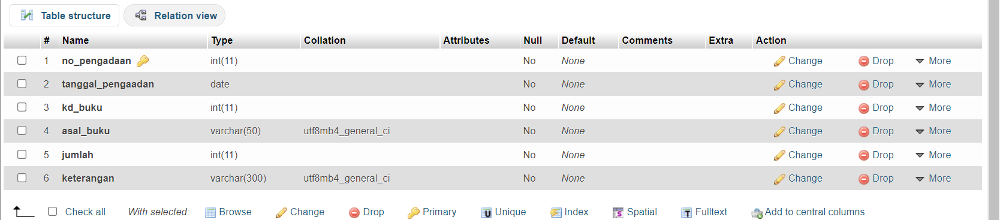 Table structure Relation view
# Name Type Collation Attributes Null Default Comments Extra Action
1 no_pengadaan int(11) No None Change Drop More
2 tanggal_pengaadan date No None Change Drop More
3 kd_buku int(11) No None Change Drop More
4 asal_buku varchar(50) utf8mb4_general_ci No None Change Drop More
5 jumlah int(11) No None Change Drop More
6 keterangan varchar(300) utf8mb4_general_ci No None Change Drop More
Check all With selected: Browse Change Drop Primary Unique Index Spatial Fulltext Add to central columns